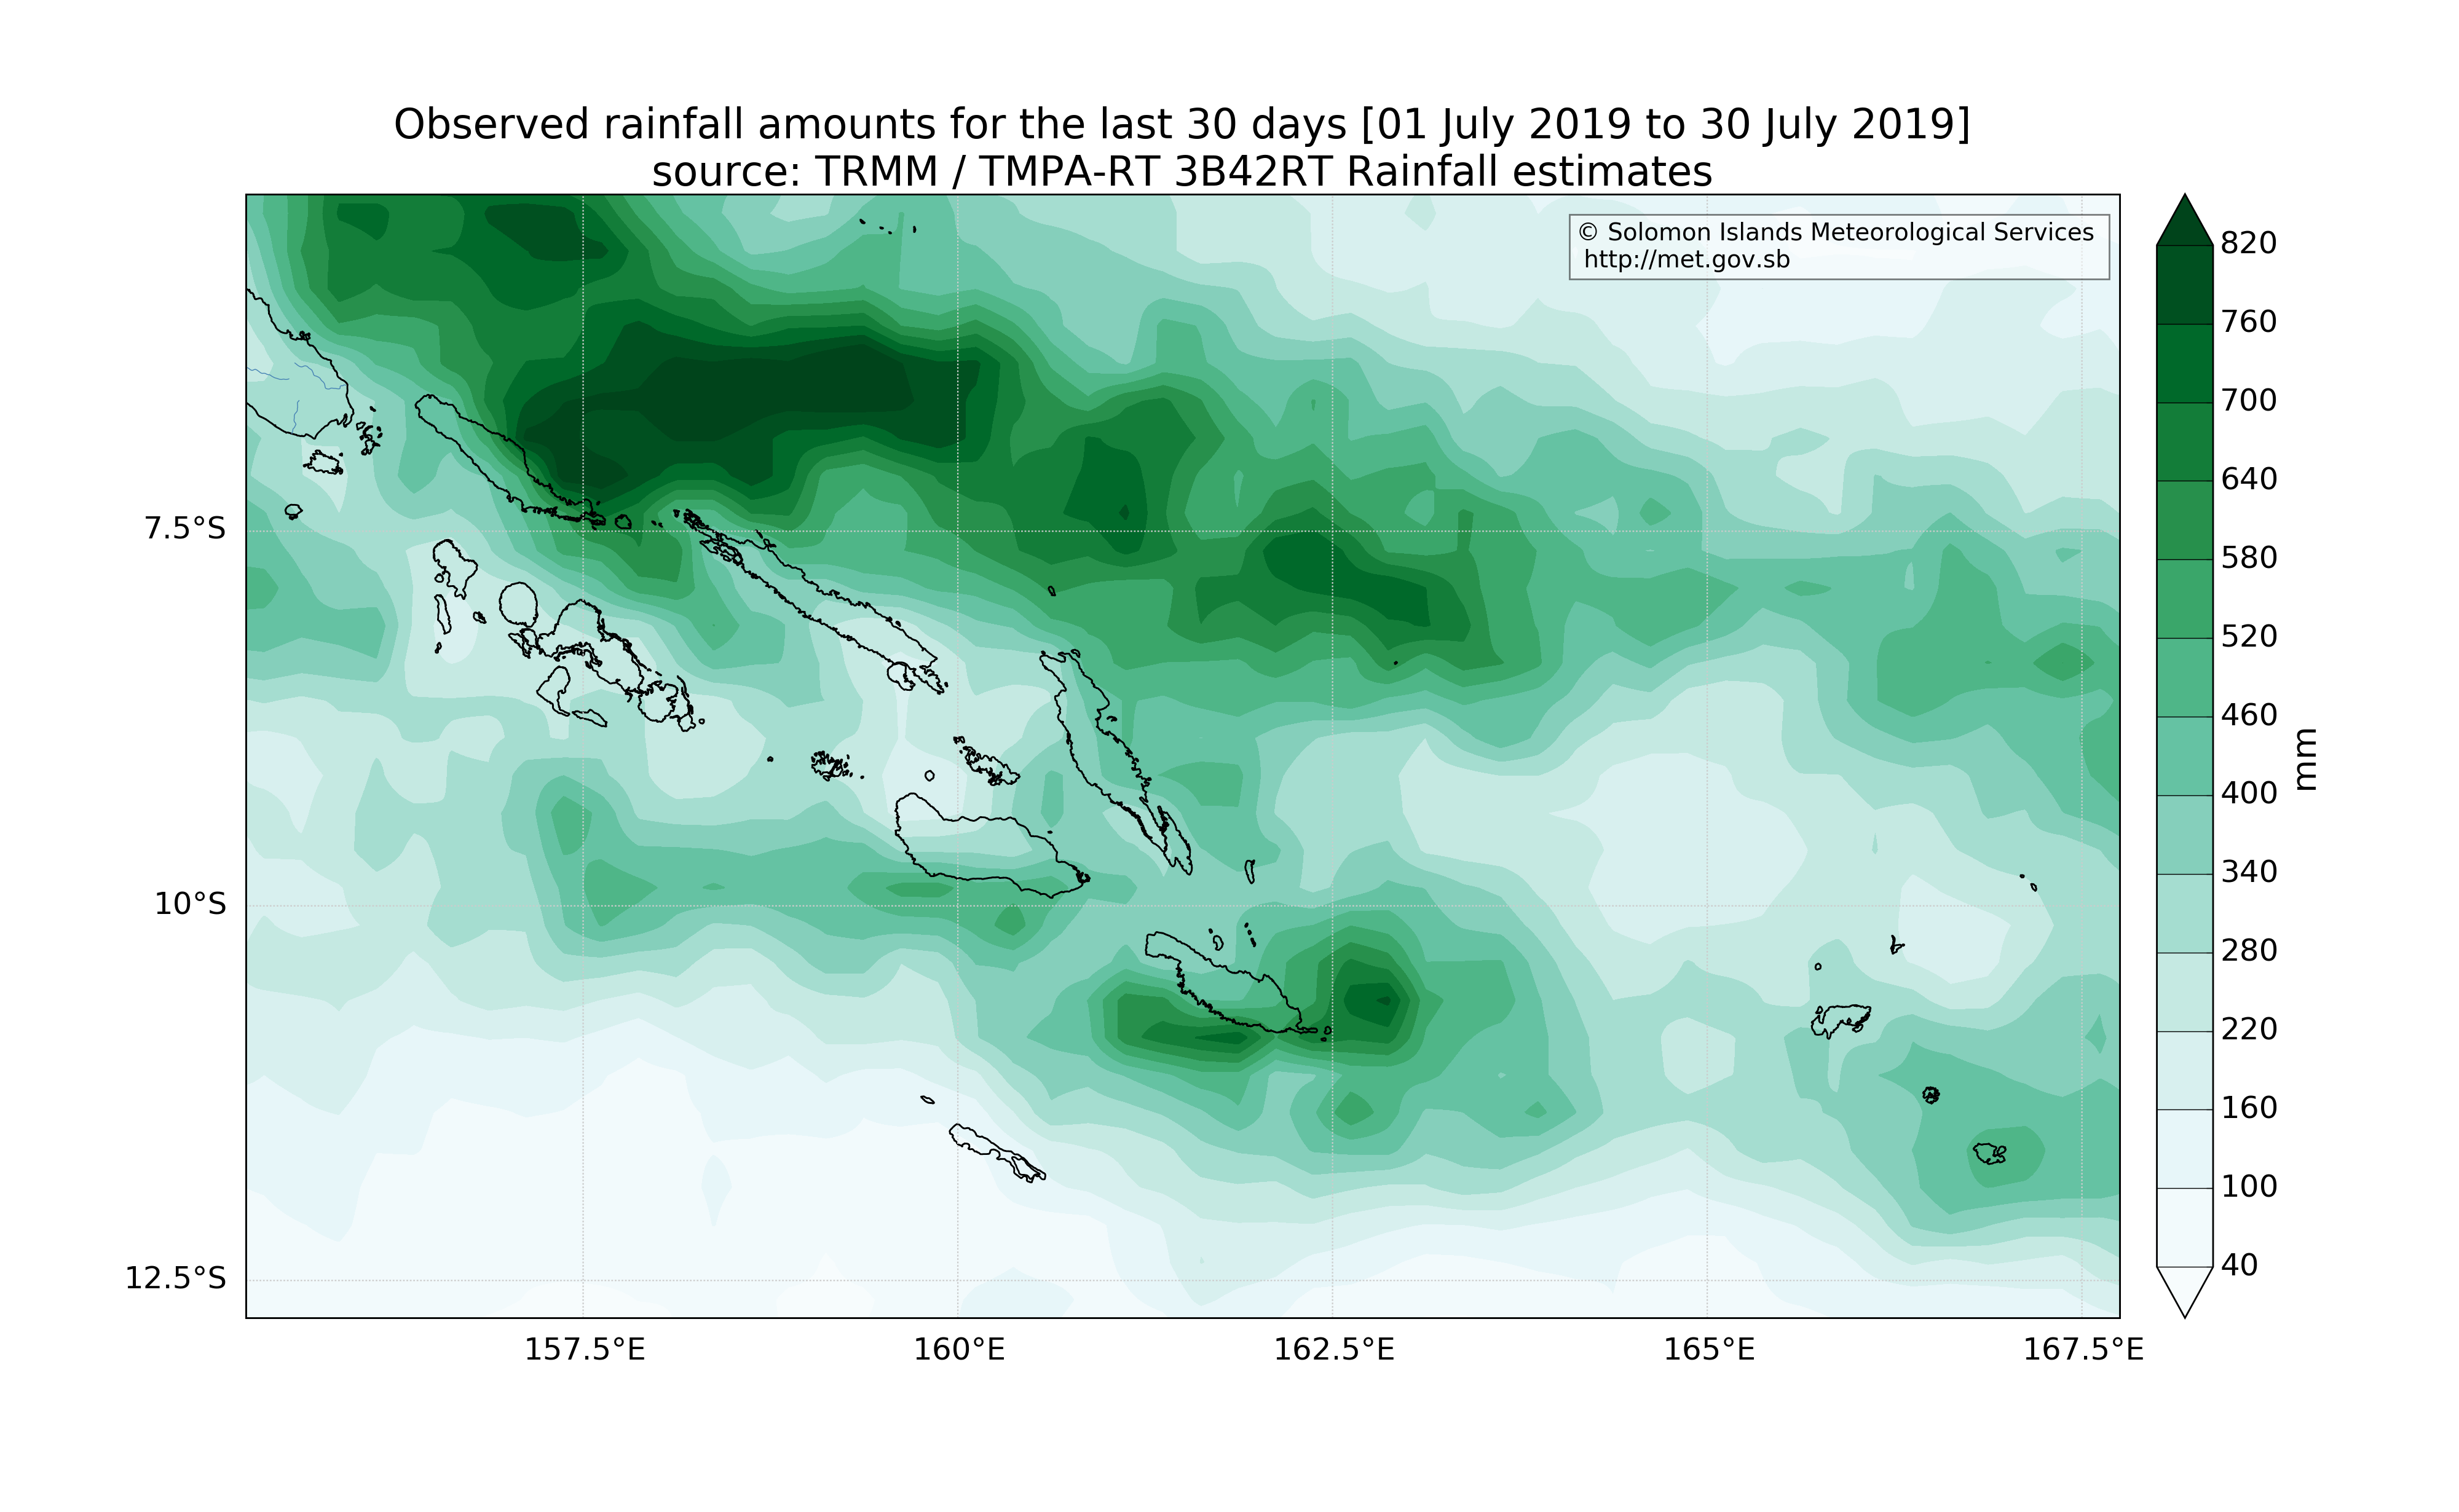 Observed rainfall amounts for the last 30 days [01 July 2019 to 30 July 2019]
source: TRMM / TMPA-RT 3B42RT Rainfall estimates
© Solomon Islands Meteorological Services
http://met.gov.sb
820
760
700
640
580
520
460
400
340
280
220
160
100
40
mm
7.5°S
10°S
12.5°S
157.5°E
160°E
162.5°E
165°E
167.5°E